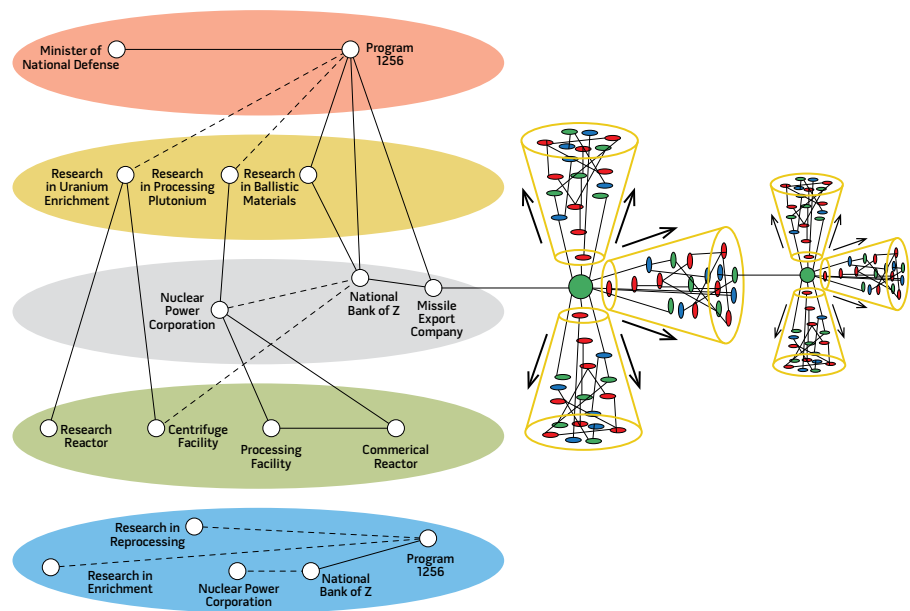 Minister of
National Defense
Program
1256
Research
in Uranium
Enrichment
Research
in Processing
Plutonium
Research
in Ballistic
Materials
Nuclear
Power
Corporation
National
Bank of Z
Missile
Export
Company
Research
Reactor
Centrifuge
Facility
Processing
Facility
Commerical
Reactor
Research in
Reprocessing
Research in
Enrichment
Nuclear Power
Corporation
National
Bank of Z
Program
1256